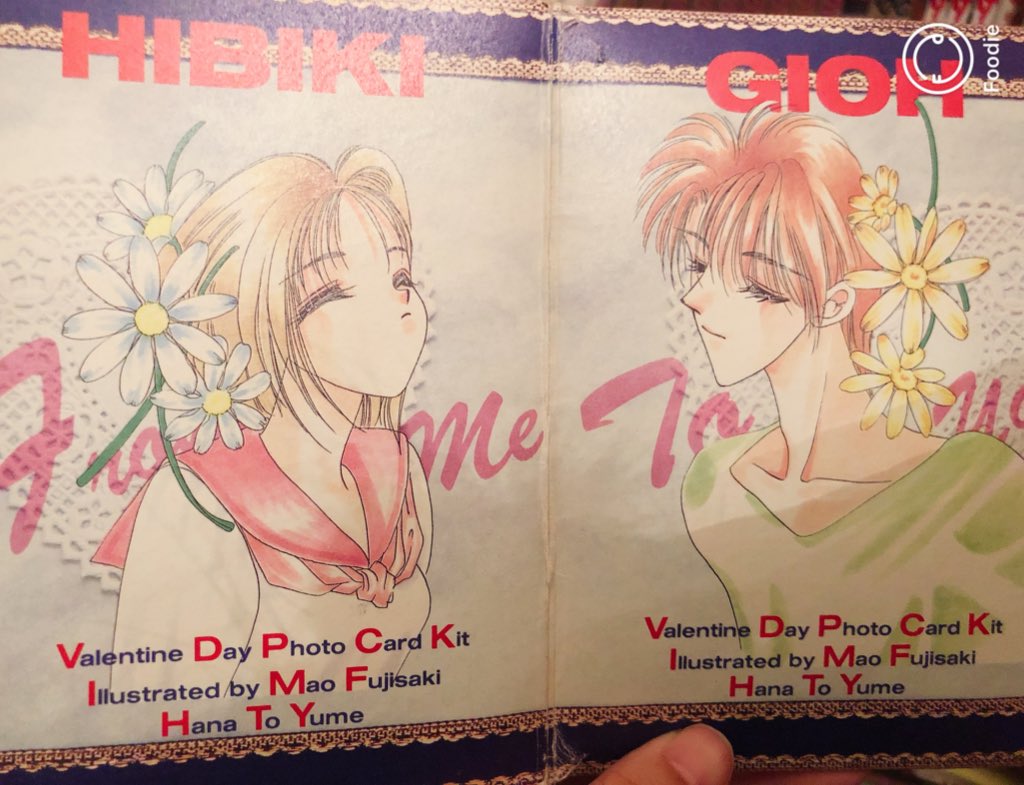 HIBIKI
From Me
Valentine Day Photo Card Kit
Illustrated by Mao Fujisaki
Hana To Yume
GIOH
To
Valentine Day Photo Card Kit
Illustrated by Mao Fujisaki
Hana To Yume
Foodie